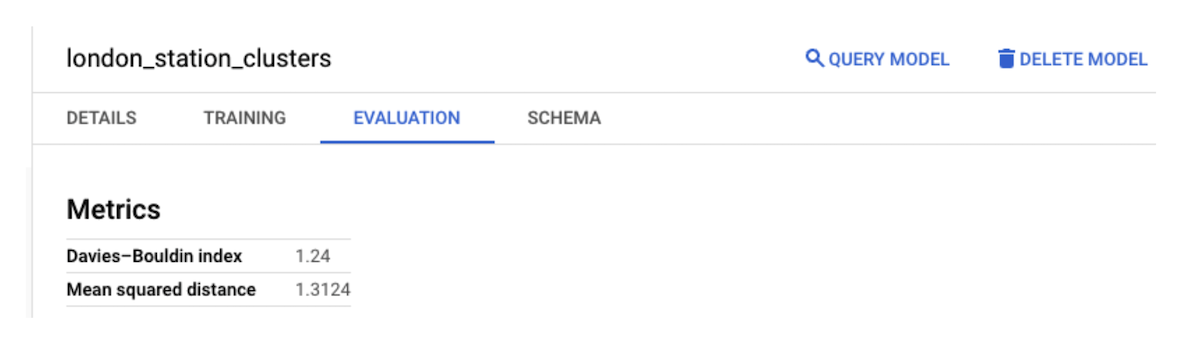 london_station_clusters
QUERY MODEL
DELETE MODEL
DETAILS TRAINING EVALUATION SCHEMA
Metrics
Davies–Bouldin index 1.24
Mean squared distance 1.3124